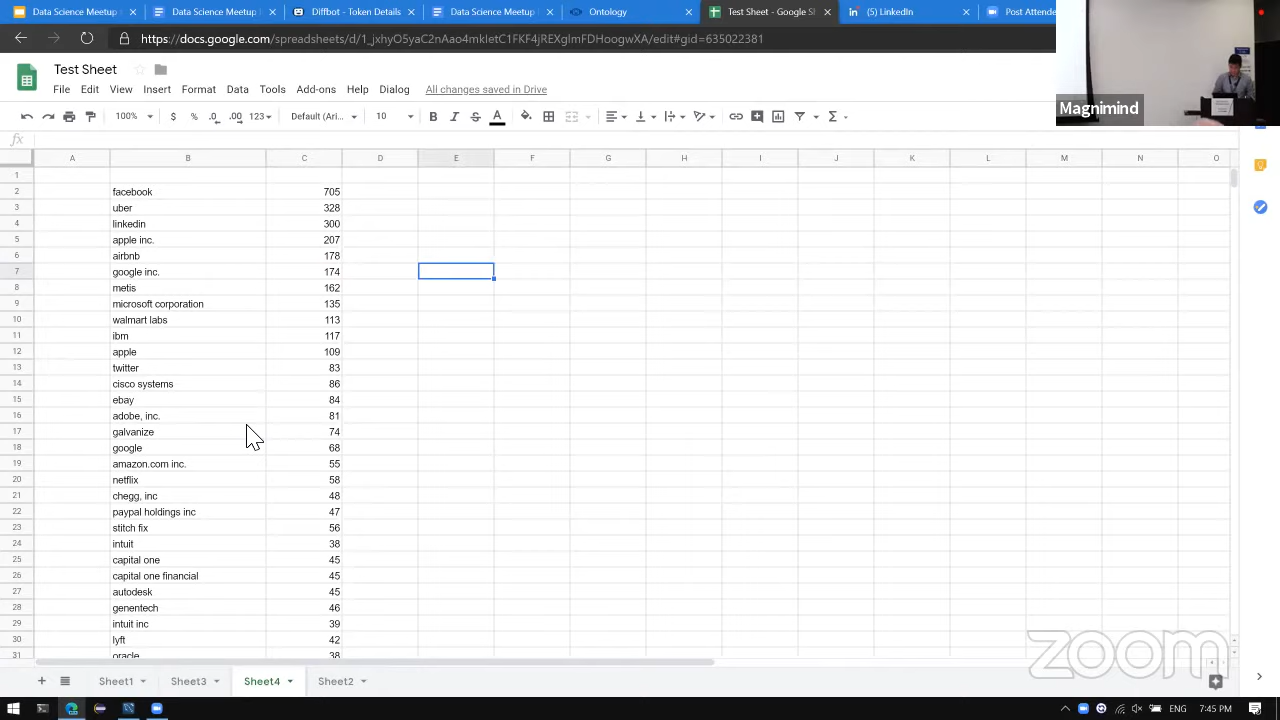 Data Science Meetup
Data Science Meetup
Diffbot - Token Details
Data Science Meetup
Ontology
Test Sheet - Google S
(5) LinkedIn
Post Attende
https://docs.google.com/spreadsheets/d/1_jxhyO5yaC2nAao4mkIetC1FKF4jREXglmFDHoogwXA/edit#gid=635022381
Magnimind
Test Sheet
File Edit View Insert Format Data Tools Add-ons Help Dialog All changes saved in Drive
100% $ % .0 .00 123 Default (Ari... 10 B I S A
fx
A B C D E F G H I J K L M N O
1
2 facebook 705
3 uber 328
4 linkedin 300
5 apple inc. 207
6 airbnb 178
7 google inc. 174
8 metis 162
9 microsoft corporation 135
10 walmart labs 113
11 ibm 117
12 apple 109
13 twitter 83
14 cisco systems 86
15 ebay 84
16 adobe, inc. 81
17 galvanize 74
18 google 68
19 amazon.com inc. 55
20 netflix 58
21 chegg, inc 48
22 paypal holdings inc 47
23 stitch fix 56
24 intuit 38
25 capital one 45
26 capital one financial 45
27 autodesk 45
28 genentech 46
29 intuit inc 39
30 lyft 42
31 oracle 38
zoom
Sheet1 Sheet3 Sheet4 Sheet2
ENG 7:45 PM